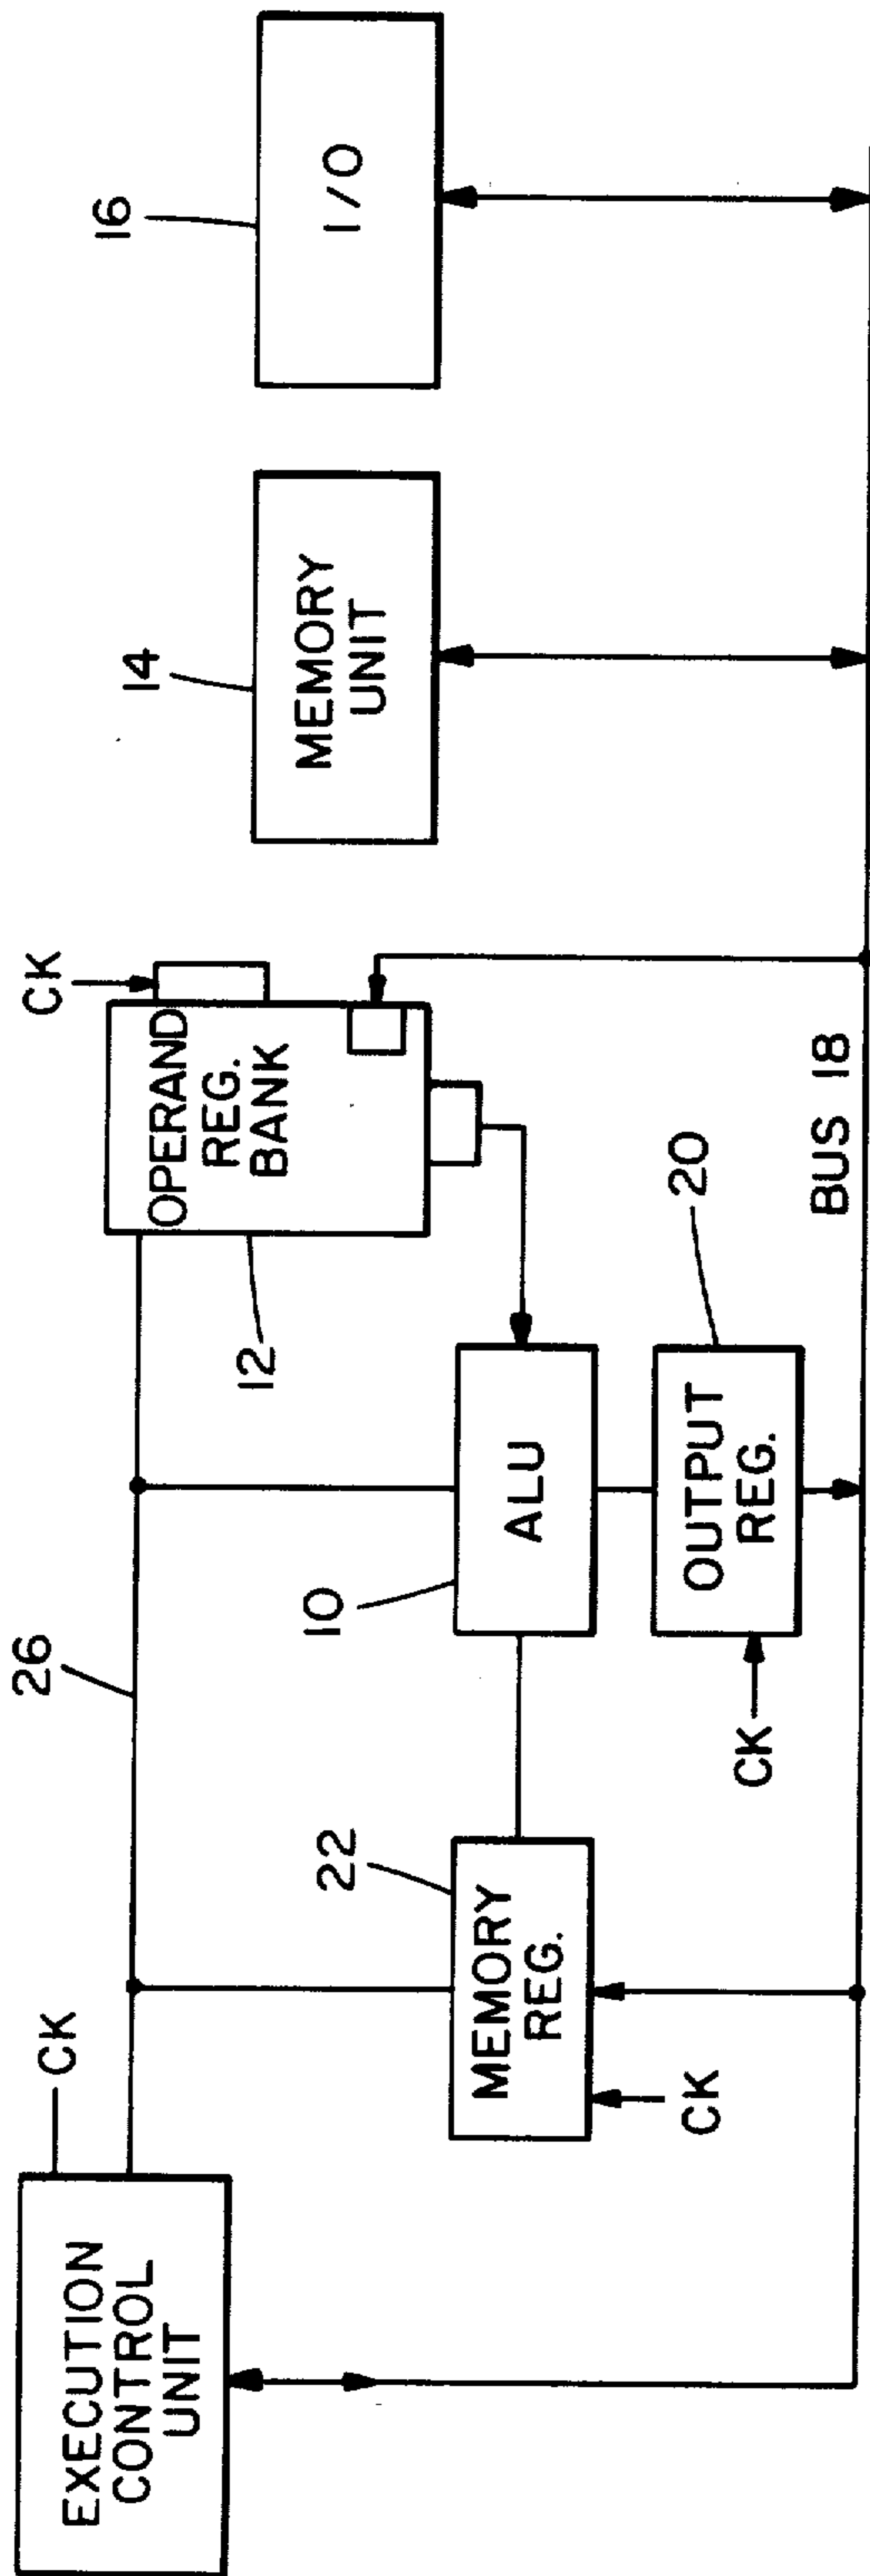 EXECUTION
CONTROL
UNIT
CK
26
MEMORY
REG.
22
CK
10
ALU
12
OPERAND
REG.
BANK
CK
OUTPUT
REG.
20
CK
BUS 18
14
MEMORY
UNIT
16
I/O